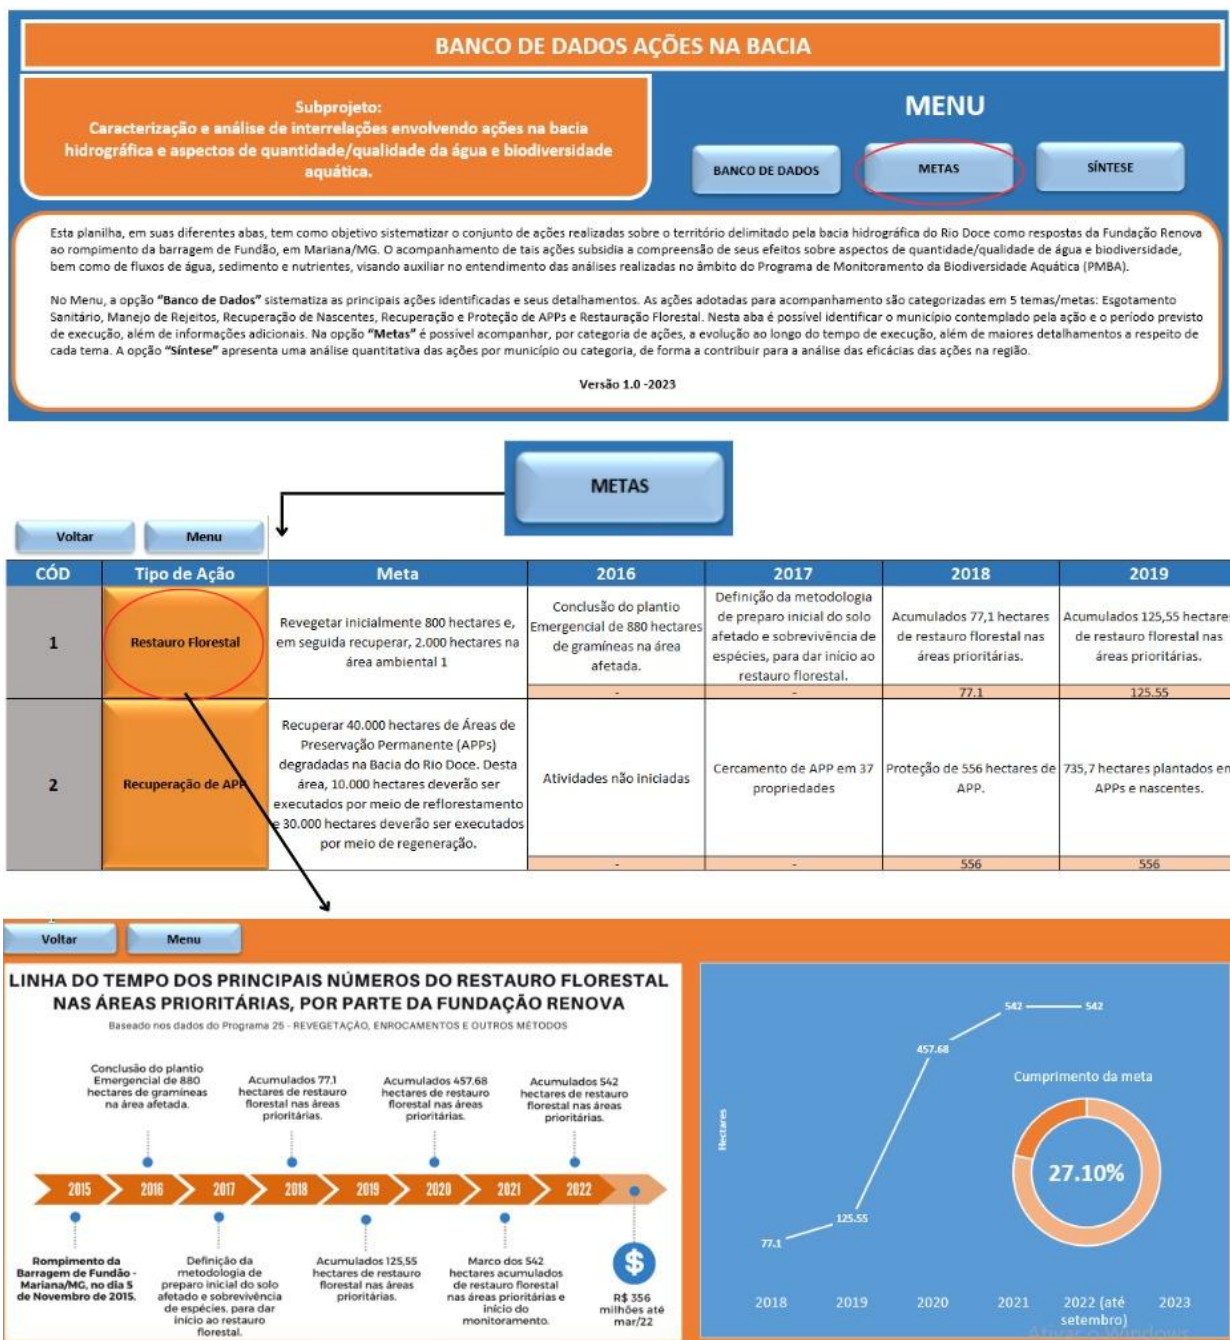 BANCO DE DADOS AÇÕES NA BACIA
Subprojeto:
Caracterização e análise de interrelações envolvendo ações na bacia
hidrográfica e aspectos de quantidade/qualidade da água e biodiversidade
aquática.
MENU
BANCO DE DADOS
METAS
SÍNTESE
Esta planilha, em suas diferentes abas, tem como objetivo sistematizar o conjunto de ações realizadas sobre o território delimitado pela bacia hidrográfica do Rio Doce como respostas da Fundação Renova
ao rompimento da barragem de Fundão, em Mariana/MG. O acompanhamento de tais ações subsidia a compreensão de seus efeitos sobre aspectos de quantidade/qualidade de água e biodiversidade,
bem como de fluxos de água, sedimento e nutrientes, visando auxiliar no entendimento das análises realizadas no âmbito do Programa de Monitoramento da Biodiversidade Aquática (PMBA).
No Menu, a opção "Banco de Dados" sistematiza as principais ações identificadas e seus detalhamentos. As ações adotadas para acompanhamento são categorizadas em 5 temas/metas: Esgotamento
Sanitário, Manejo de Rejeitos, Recuperação de Nascentes, Recuperação e Proteção de APPs e Restauração Florestal. Nesta aba é possível identificar o município contemplado pela ação e o período previsto
de execução, além de informações adicionais. Na opção "Metas" é possível acompanhar, por categoria de ações, a evolução ao longo do tempo de execução, além de maiores detalhamentos a respeito de
cada tema. A opção "Síntese" apresenta uma análise quantitativa das ações por município ou categoria, de forma a contribuir para a análise das eficácias das ações na região.
Versão 1.0 -2023
METAS
Voltar
Menu
CÓD
Tipo de Ação
Meta
2016
2017
2018
2019
1
Restauro Florestal
Revegetar inicialmente 800 hectares e,
em seguida recuperar, 2.000 hectares na
área ambiental 1
Conclusão do plantio
Emergencial de 880 hectares
de gramíneas na área
afetada.
Definição da metodologia
de preparo inicial do solo
afetado e sobrevivência de
espécies, para dar início ao
restauro florestal.
Acumulados 77,1 hectares
de restauro florestal nas
áreas prioritárias.
Acumulados 125,55 hectares
de restauro florestal nas
áreas prioritárias.
-
-
77.1
125.55
2
Recuperação de APP
Recuperar 40.000 hectares de Áreas de
Preservação Permanente (APPs)
degradadas na Bacia do Rio Doce. Desta
área, 10.000 hectares deverão ser
executados por meio de reflorestamento
e 30.000 hectares deverão ser executados
por meio de regeneração.
Atividades não iniciadas
Cercamento de APP em 37
propriedades
Proteção de 556 hectares de
APP.
735,7 hectares plantados em
APPs e nascentes.
-
-
556
556
Voltar
Menu
LINHA DO TEMPO DOS PRINCIPAIS NÚMEROS DO RESTAURO FLORESTAL
NAS ÁREAS PRIORITÁRIAS, POR PARTE DA FUNDAÇÃO RENOVA
Baseado nos dados do Programa 25 - REVEGETAÇÃO, ENROCAMENTOS E OUTROS MÉTODOS
Conclusão do plantio
Emergencial de 880
hectares de gramíneas
na área afetada.
Acumulados 77,1
hectares de restauro
florestal nas áreas
prioritárias.
Acumulados 457.68
hectares de restauro
florestal nas áreas
prioritárias.
Acumulados 542
hectares de restauro
florestal nas áreas
prioritárias.
2015
2016
2017
2018
2019
2020
2021
2022
Rompimento da
Barragem de Fundão -
Mariana/MG, no dia 5
de Novembro de 2015.
Definição da
metodologia de
preparo inicial do solo
afetado e sobrevivência
de espécies, para dar
início ao restauro
florestal.
Acumulados 125,55
hectares de restauro
florestal nas áreas
prioritárias.
Marco dos 542
hectares acumulados
de restauro florestal
nas áreas prioritárias e
início do
monitoramento.
$
R$ 356
milhões até
mar/22
Hectares
77.1
125.55
457.68
542
542
Cumprimento da meta
27.10%
2018
2019
2020
2021
2022 (até
setembro)
2023
Ativar o Windows